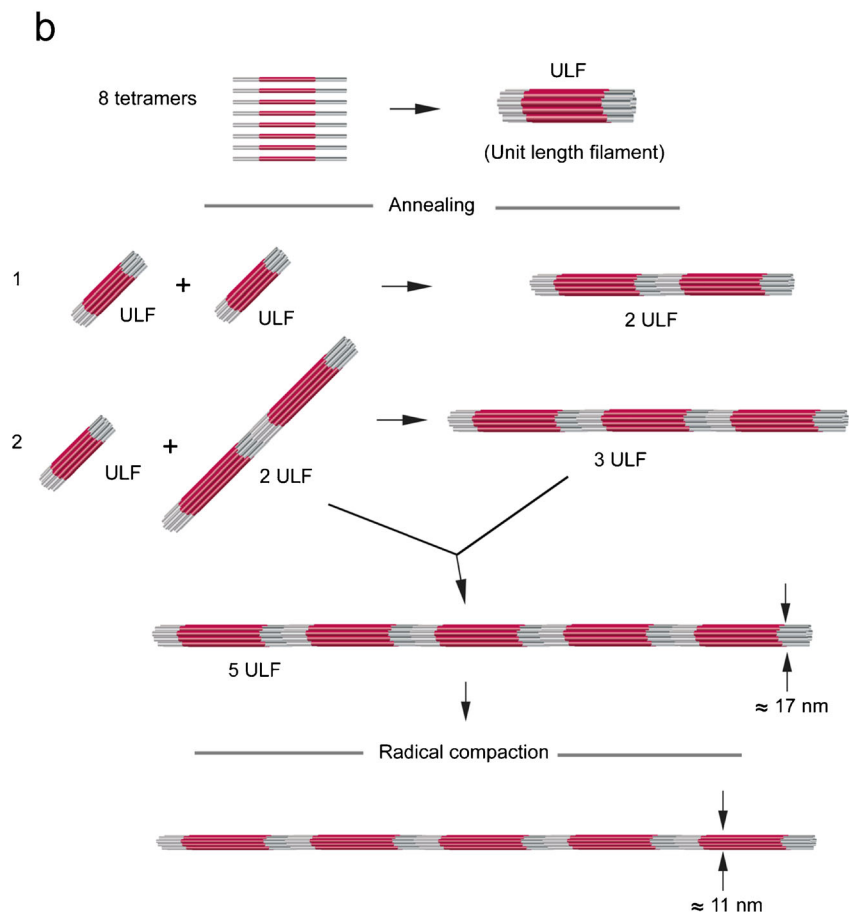 b
8 tetramers
ULF
(Unit length filament)
Annealing
1
ULF
+
ULF
2 ULF
2
ULF
+
2 ULF
3 ULF
5 ULF
≈ 17 nm
Radical compaction
≈ 11 nm